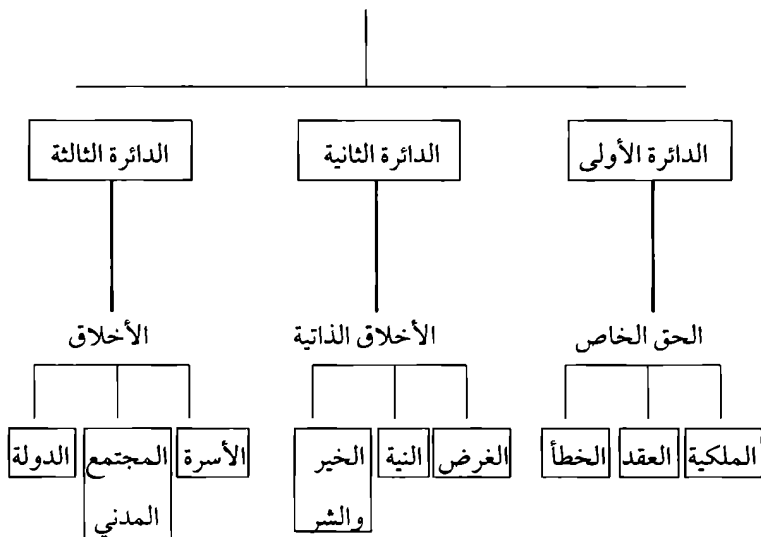 الدائرة الأولى
الدائرة الثانية
الدائرة الثالثة
الحق الخاص
الأخلاق الذاتية
الأخلاق
الملكية
العقد
الخطأ
الغرض
النية
الخير
والشر
الأسرة
المجتمع
المدني
الدولة